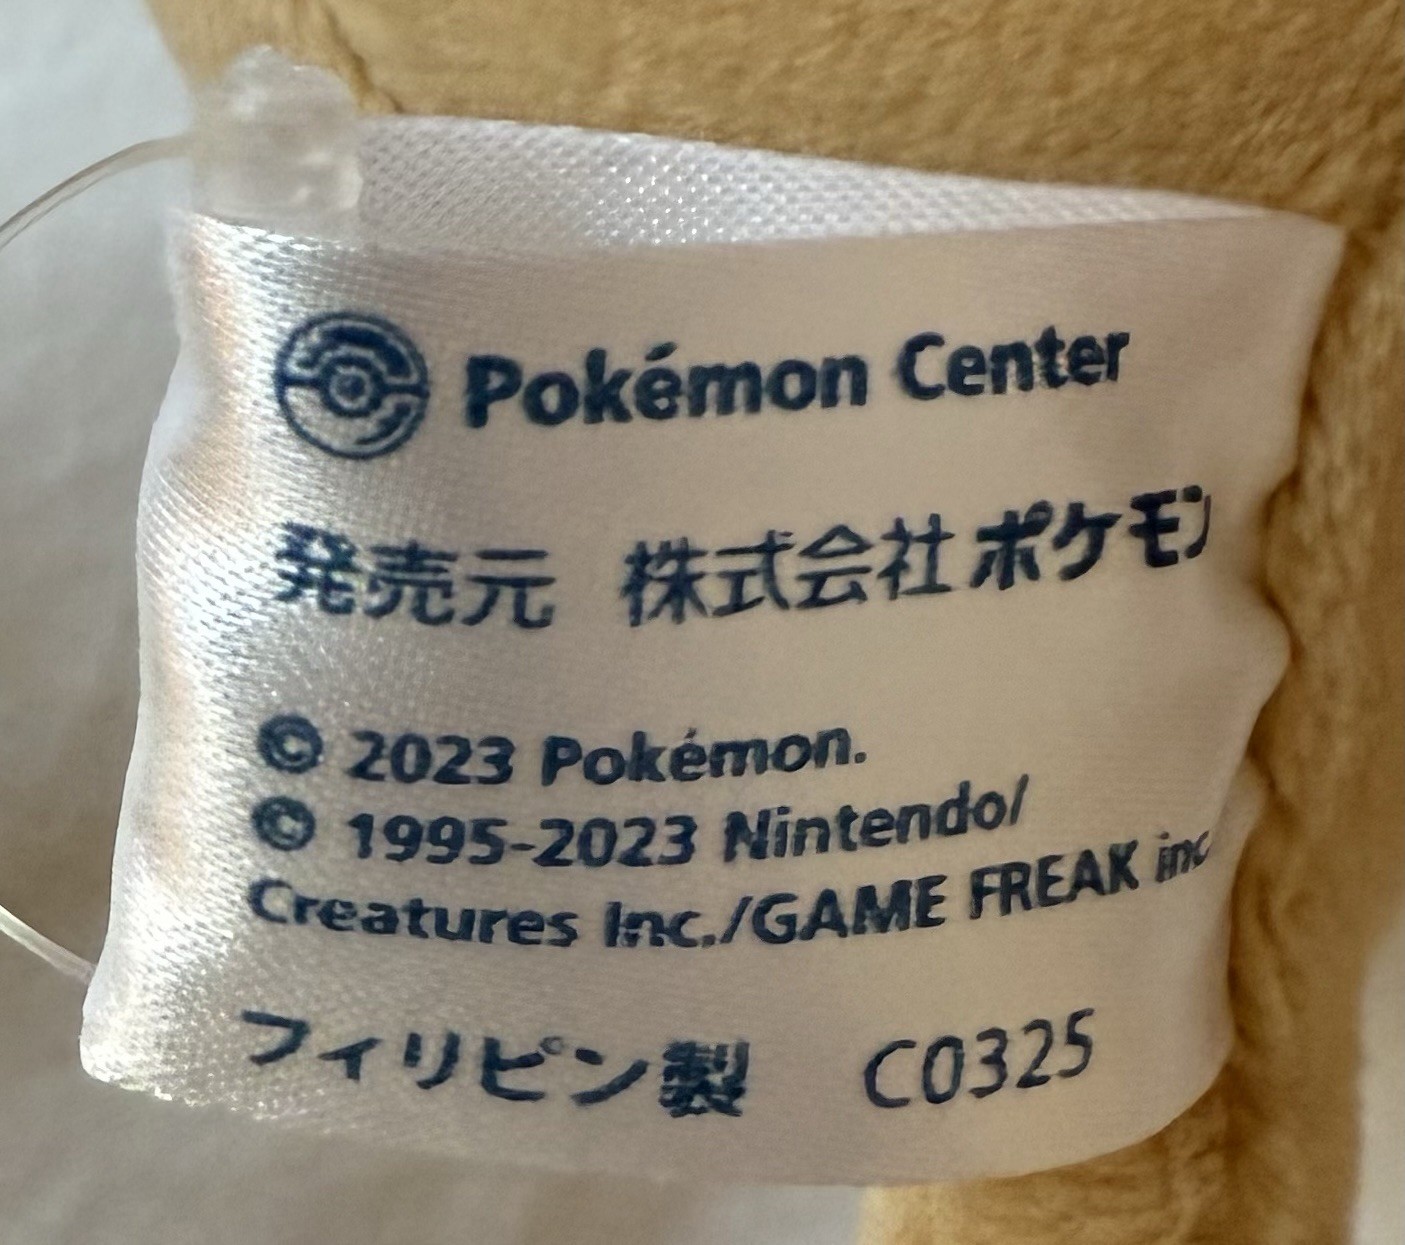 Pokémon Center
発売元 株式会社ポケモン
© 2023 Pokémon.
© 1995-2023 Nintendo/
Creatures Inc./GAME FREAK inc
フィリピン製 C0325